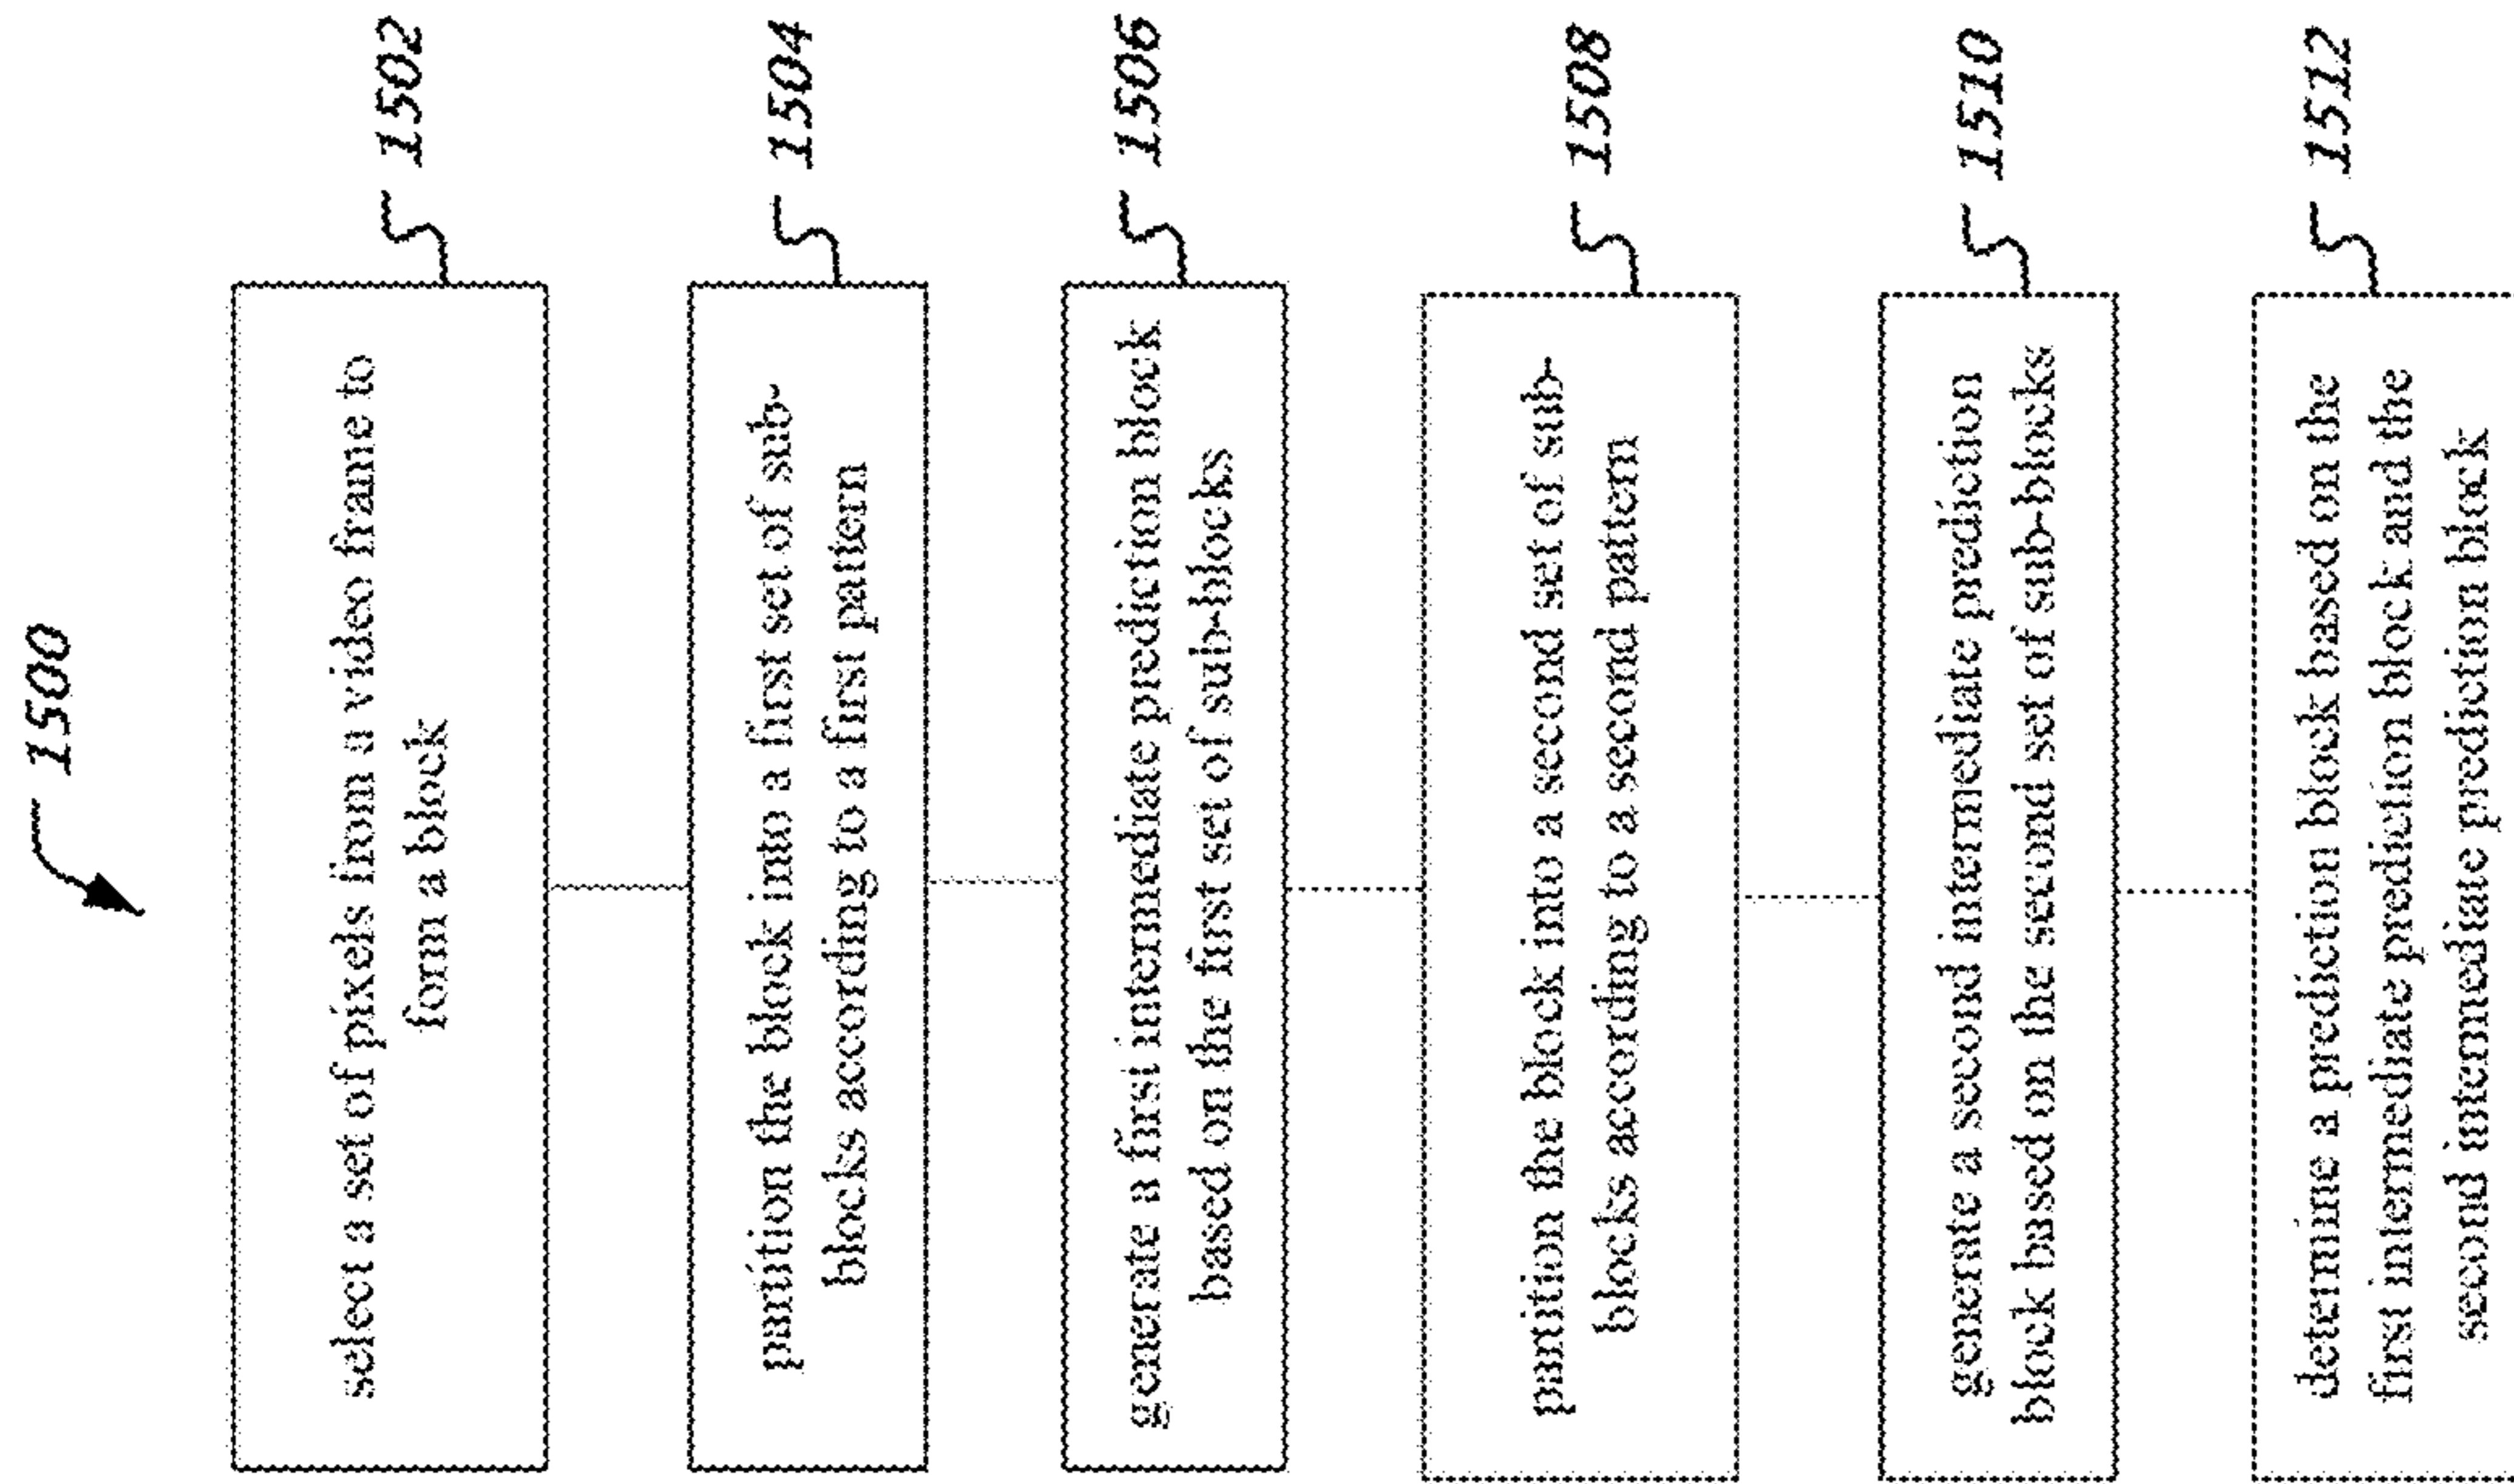 1500
select a set of pixels from a video frame to
form a block
1502
partition the block into a first set of sub-
blocks according to a first pattern
1504
generate a first intermediate prediction block
based on the first set of sub-blocks
1506
partition the block into a second set of sub-
blocks according to a second pattern
1508
generate a second intermediate prediction
block based on the second set of sub-blocks
1510
determine a prediction block based on the
first intermediate prediction block and the
second intermediate prediction block
1512